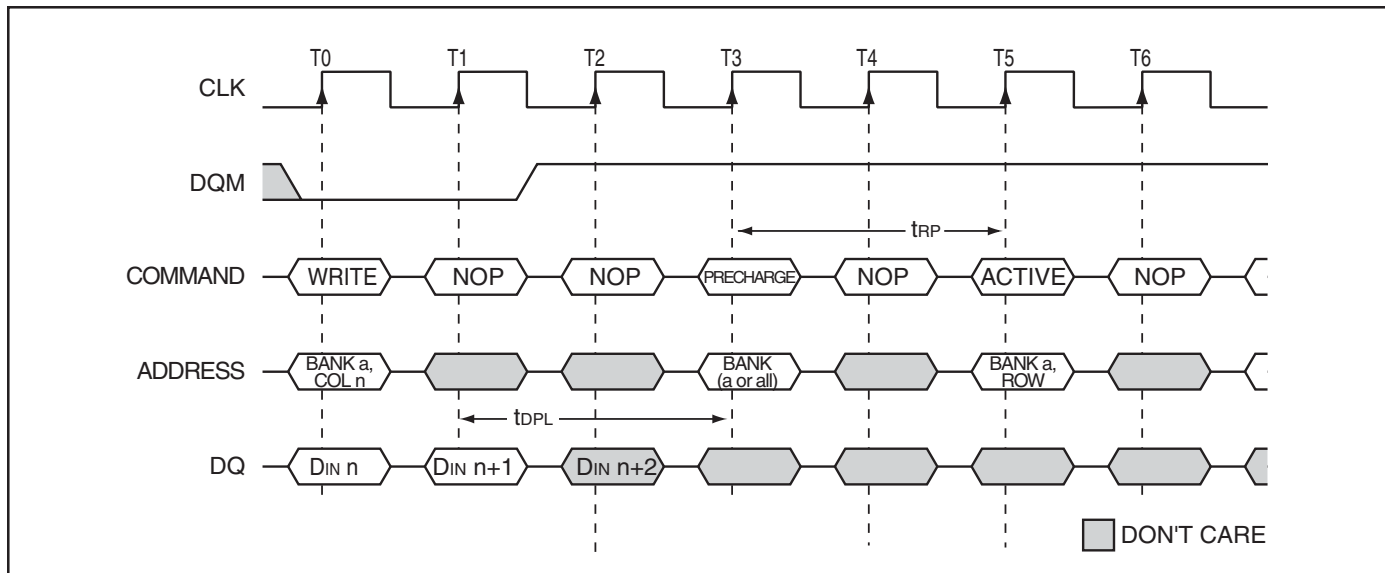 T0 T1 T2 T3 T4 T5 T6
CLK
DQM
tRP
COMMAND WRITE NOP NOP PRECHARGE NOP ACTIVE NOP
ADDRESS
BANK a,
COL n
BANK
(a or all)
BANK a,
ROW
tDPL
DQ DIN n DIN n+1 DIN n+2
DON'T CARE